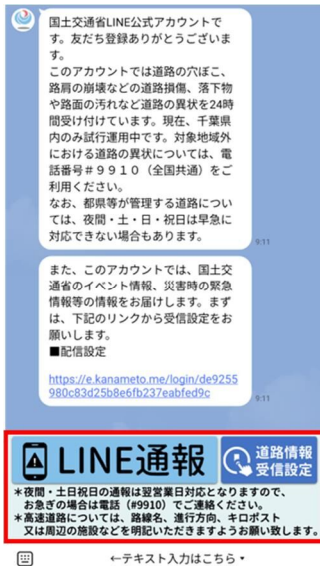 国土交通省LINE公式アカウントで
す。友だち登録ありがとうございま
す。
このアカウントでは道路の穴ぼこ、
路肩の崩壊などの道路損傷、落下物
や路面の汚れなど道路の異状を24時
間受け付けています。現在、千葉県
内のみ試行運用中です。対象地域外
における道路の異状については、電
話番号＃９９１０（全国共通）をご
利用ください。
なお、都県等が管理する道路につい
ては、夜間・土・日・祝日は早急に
対応できない場合もあります。
9:11
また、このアカウントでは、国土交
通省のイベント情報、災害時の緊急
情報等の情報をお届けします。まず
は、下記のリンクから受信設定をお
願いします。
■配信設定
https://e.kanameto.me/login/de9255
980c83d25b8e6fb237eabfed9c
9:11
LINE通報
道路情報
受信設定
＊夜間・土日祝日の通報は翌営業日対応となりますので、
お急ぎの場合は電話（#9910）でご連絡ください。
＊高速道路については、路線名、進行方向、キロポスト
又は周辺の施設などを明記いただきますようお願い致します。
←テキスト入力はこちら▼